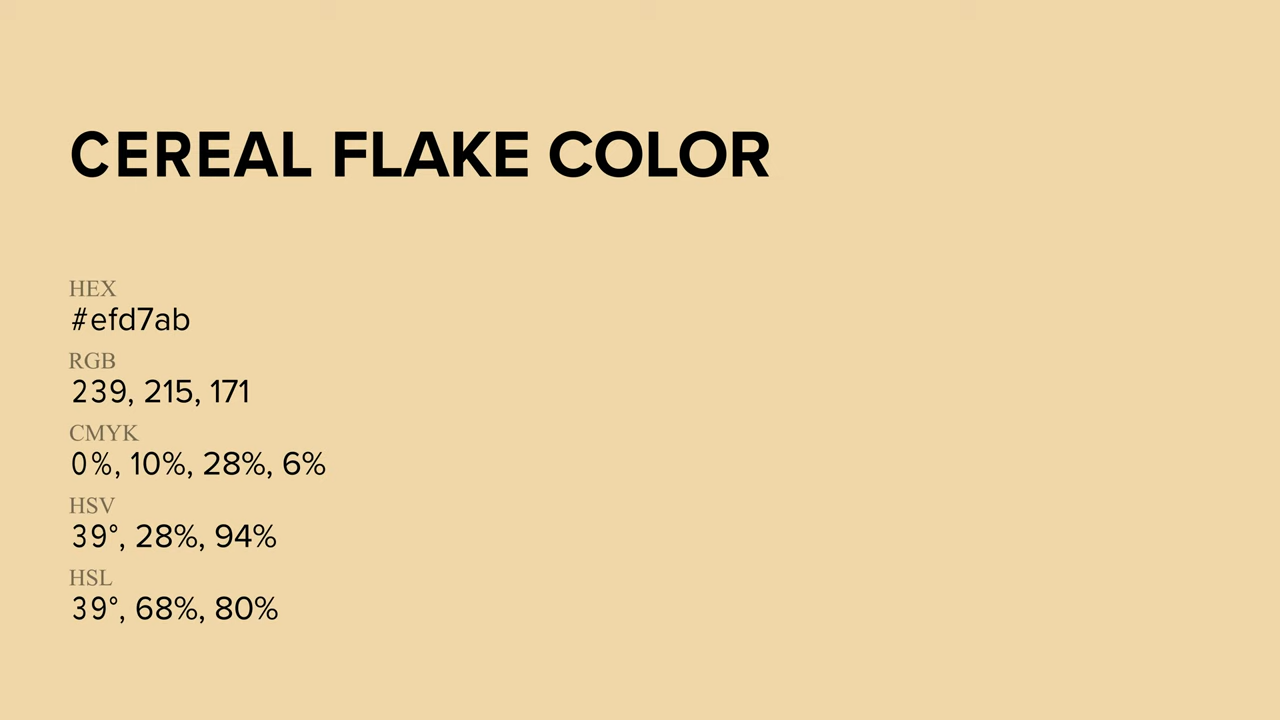 CEREAL FLAKE COLOR
HEX
#efd7ab
RGB
239, 215, 171
CMYK
0%, 10%, 28%, 6%
HSV
39°, 28%, 94%
HSL
39°, 68%, 80%